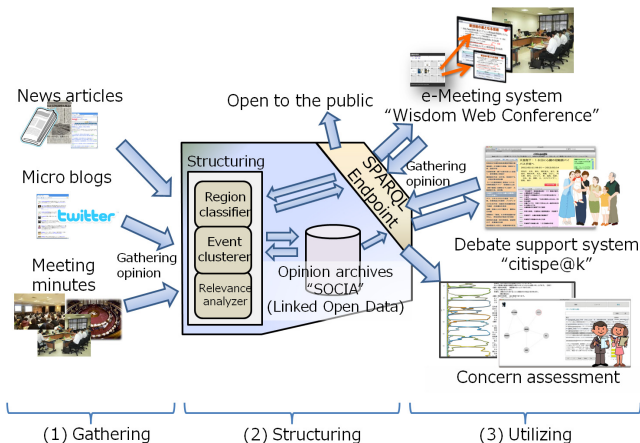 News articles
Micro blogs
twitter
Meeting
minutes
Gathering
opinion
Open to the public
Structuring
Region
classifier
Event
clusterer
Relevance
analyzer
Opinion archives
“SOCIA”
(Linked Open Data)
SPARQL
Endpoint
e-Meeting system
“Wisdom Web Conference”
Gathering
opinion
Debate support system
“citispe@k”
Concern assessment
(1) Gathering
(2) Structuring
(3) Utilizing